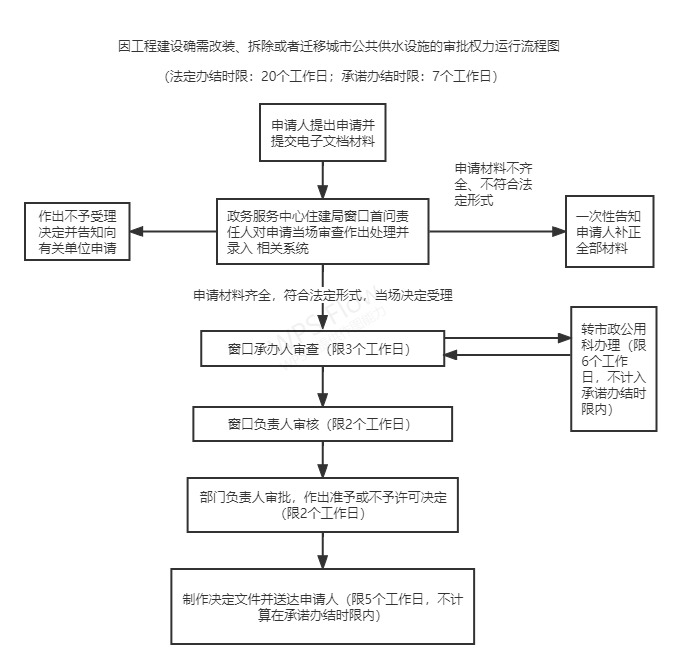 因工程建设确需改装、拆除或者迁移城市公共供水设施的审批权力运行流程图
（法定办结时限：20个工作日；承诺办结时限：7个工作日）
申请人提出申请并
提交电子文档材料
申请材料不齐
全、不符合法
定形式
作出不予受理
决定并告知向
有关单位申请
政务服务中心住建局窗口首问责
任人对申请当场审查作出处理并
录入 相关系统
一次性告知
申请人补正
全部材料
申请材料齐全，符合法定形式，当场决定受理
窗口承办人审查（限3个工作日）
转市政公用
科办理（限
6个工作
日，不计入
承诺办结时
限内）
窗口负责人审核（限2个工作日）
部门负责人审批，作出准予或不予许可决定
（限2个工作日）
制作决定文件并送达申请人（限5个工作日，不计
算在承诺办结时限内）